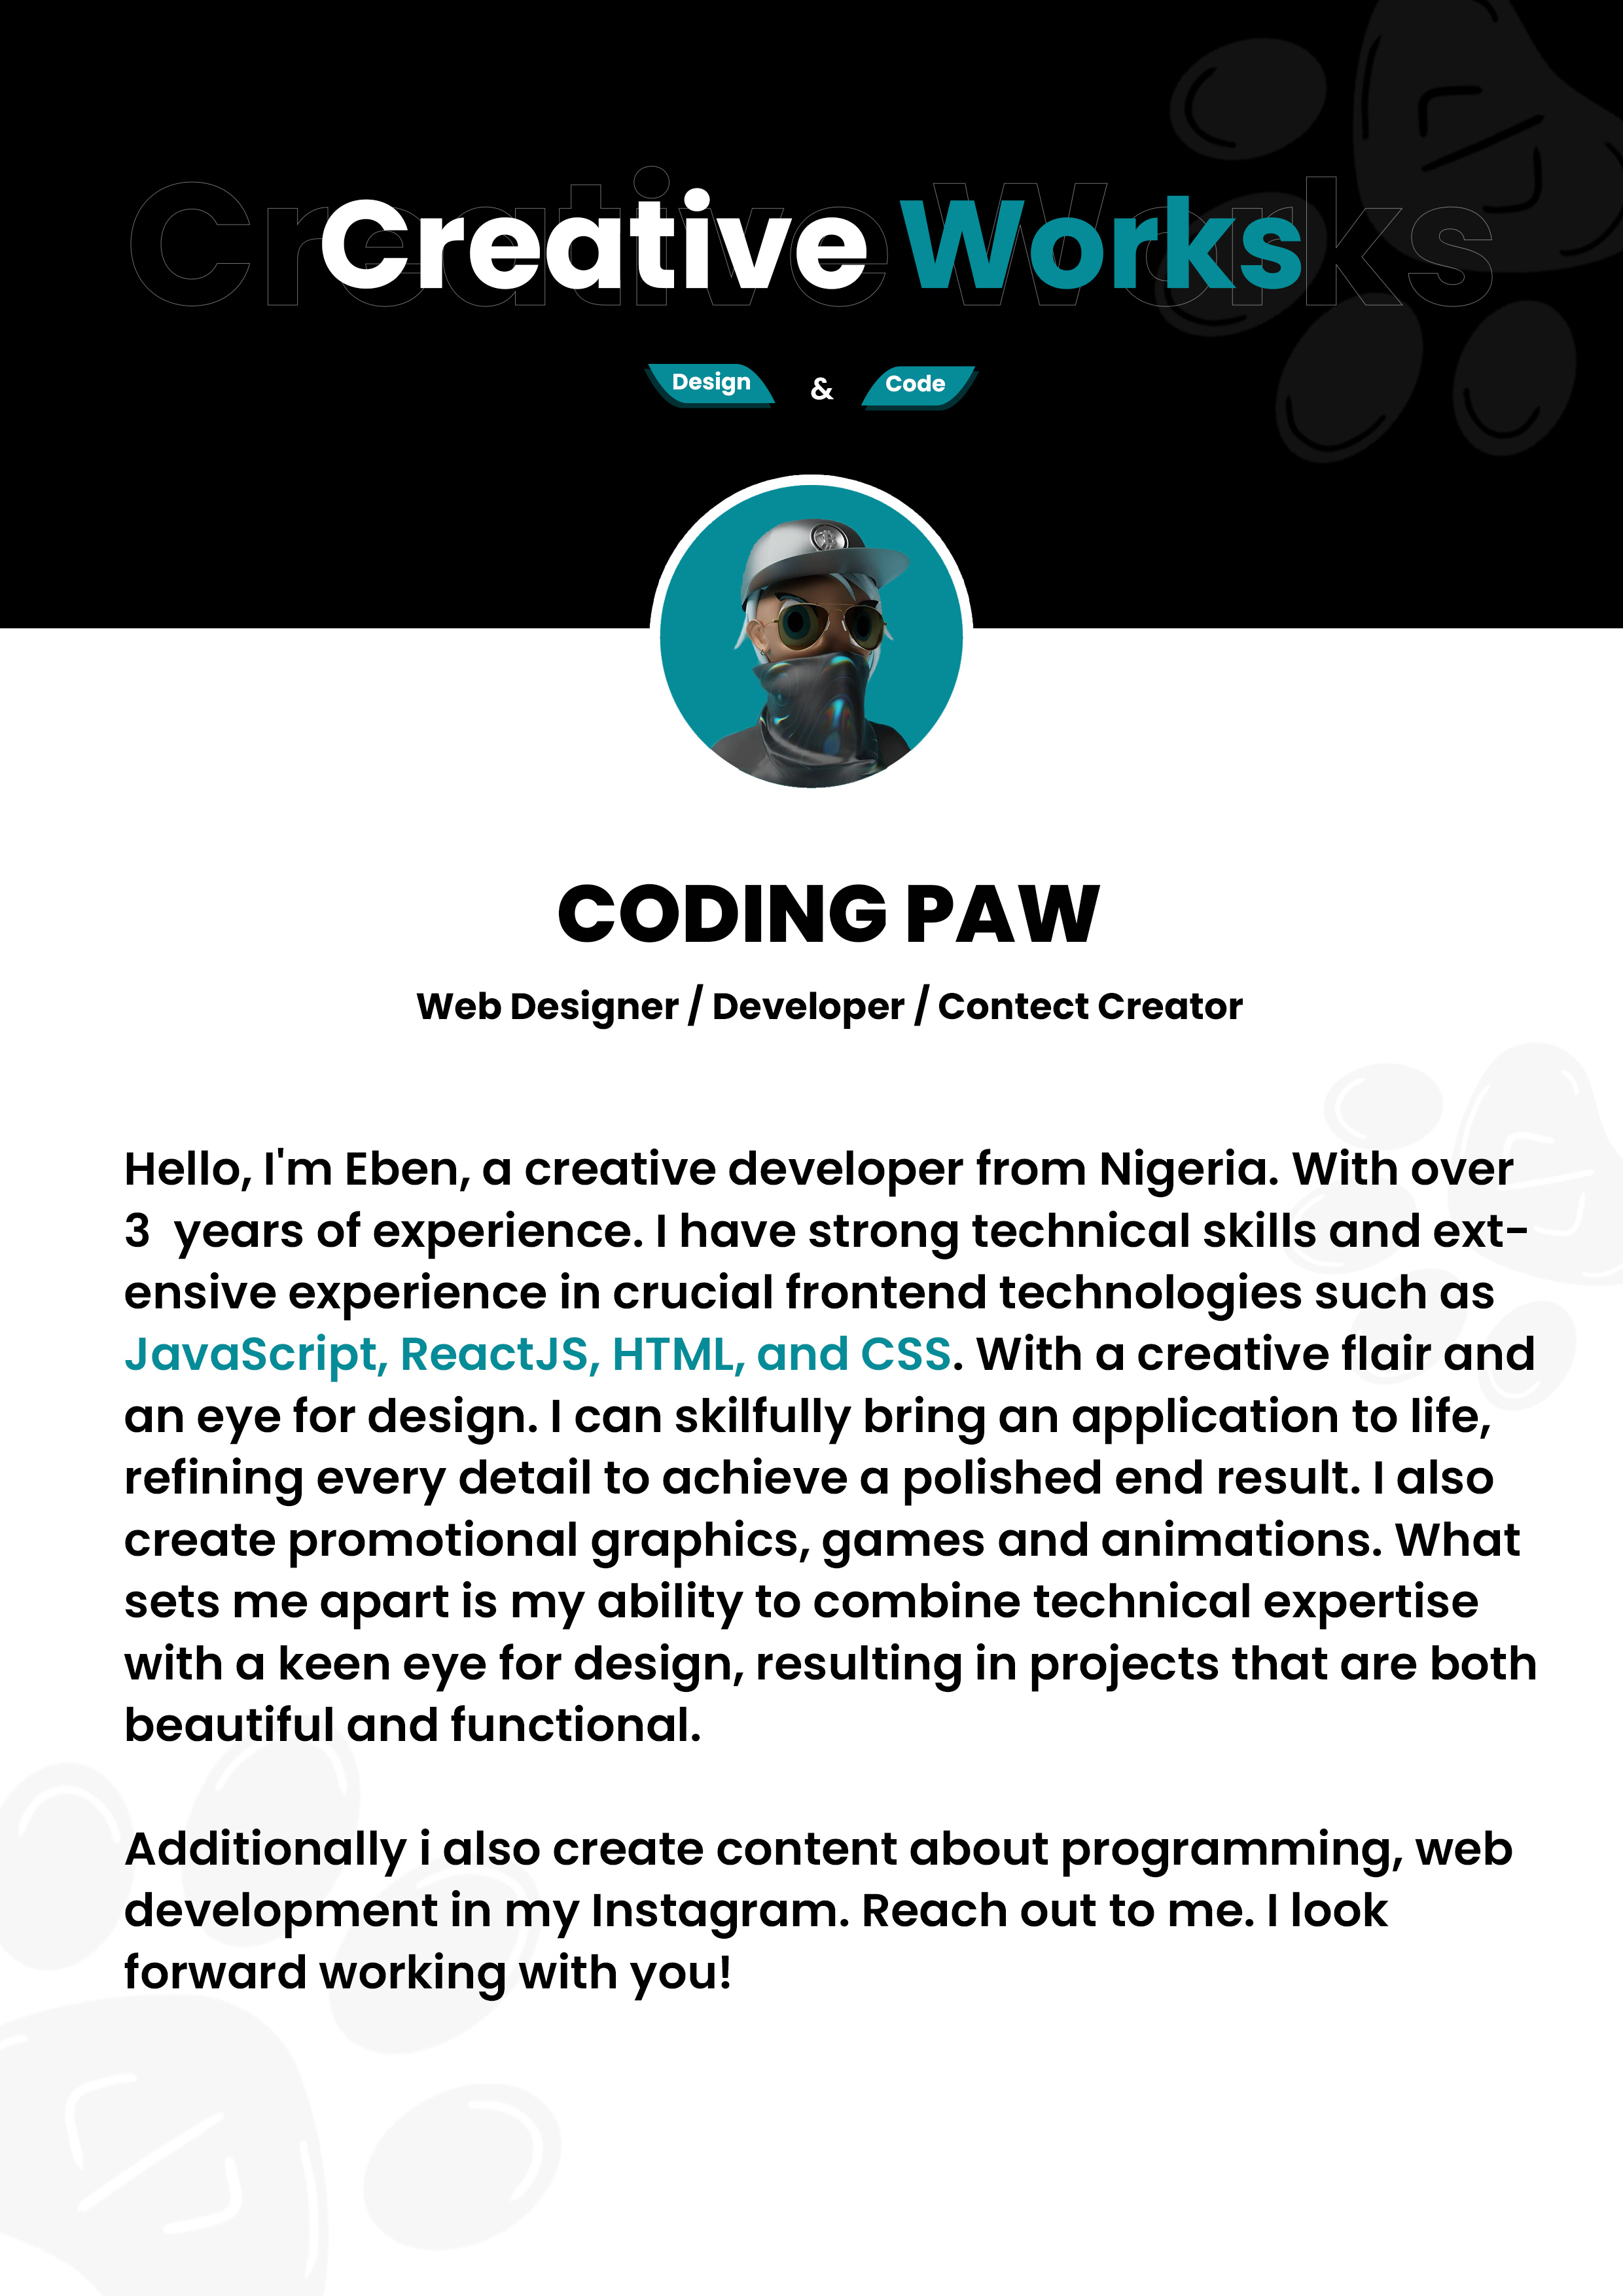 Creative Works
Creative Works
Design & Code
CODING PAW
Web Designer / Developer / Contect Creator
Hello, I'm Eben, a creative developer from Nigeria. With over
3  years of experience. I have strong technical skills and ext-
ensive experience in crucial frontend technologies such as
JavaScript, ReactJS, HTML, and CSS. With a creative flair and
an eye for design. I can skilfully bring an application to life,
refining every detail to achieve a polished end result. I also
create promotional graphics, games and animations. What
sets me apart is my ability to combine technical expertise
with a keen eye for design, resulting in projects that are both
beautiful and functional.
Additionally i also create content about programming, web
development in my Instagram. Reach out to me. I look
forward working with you!